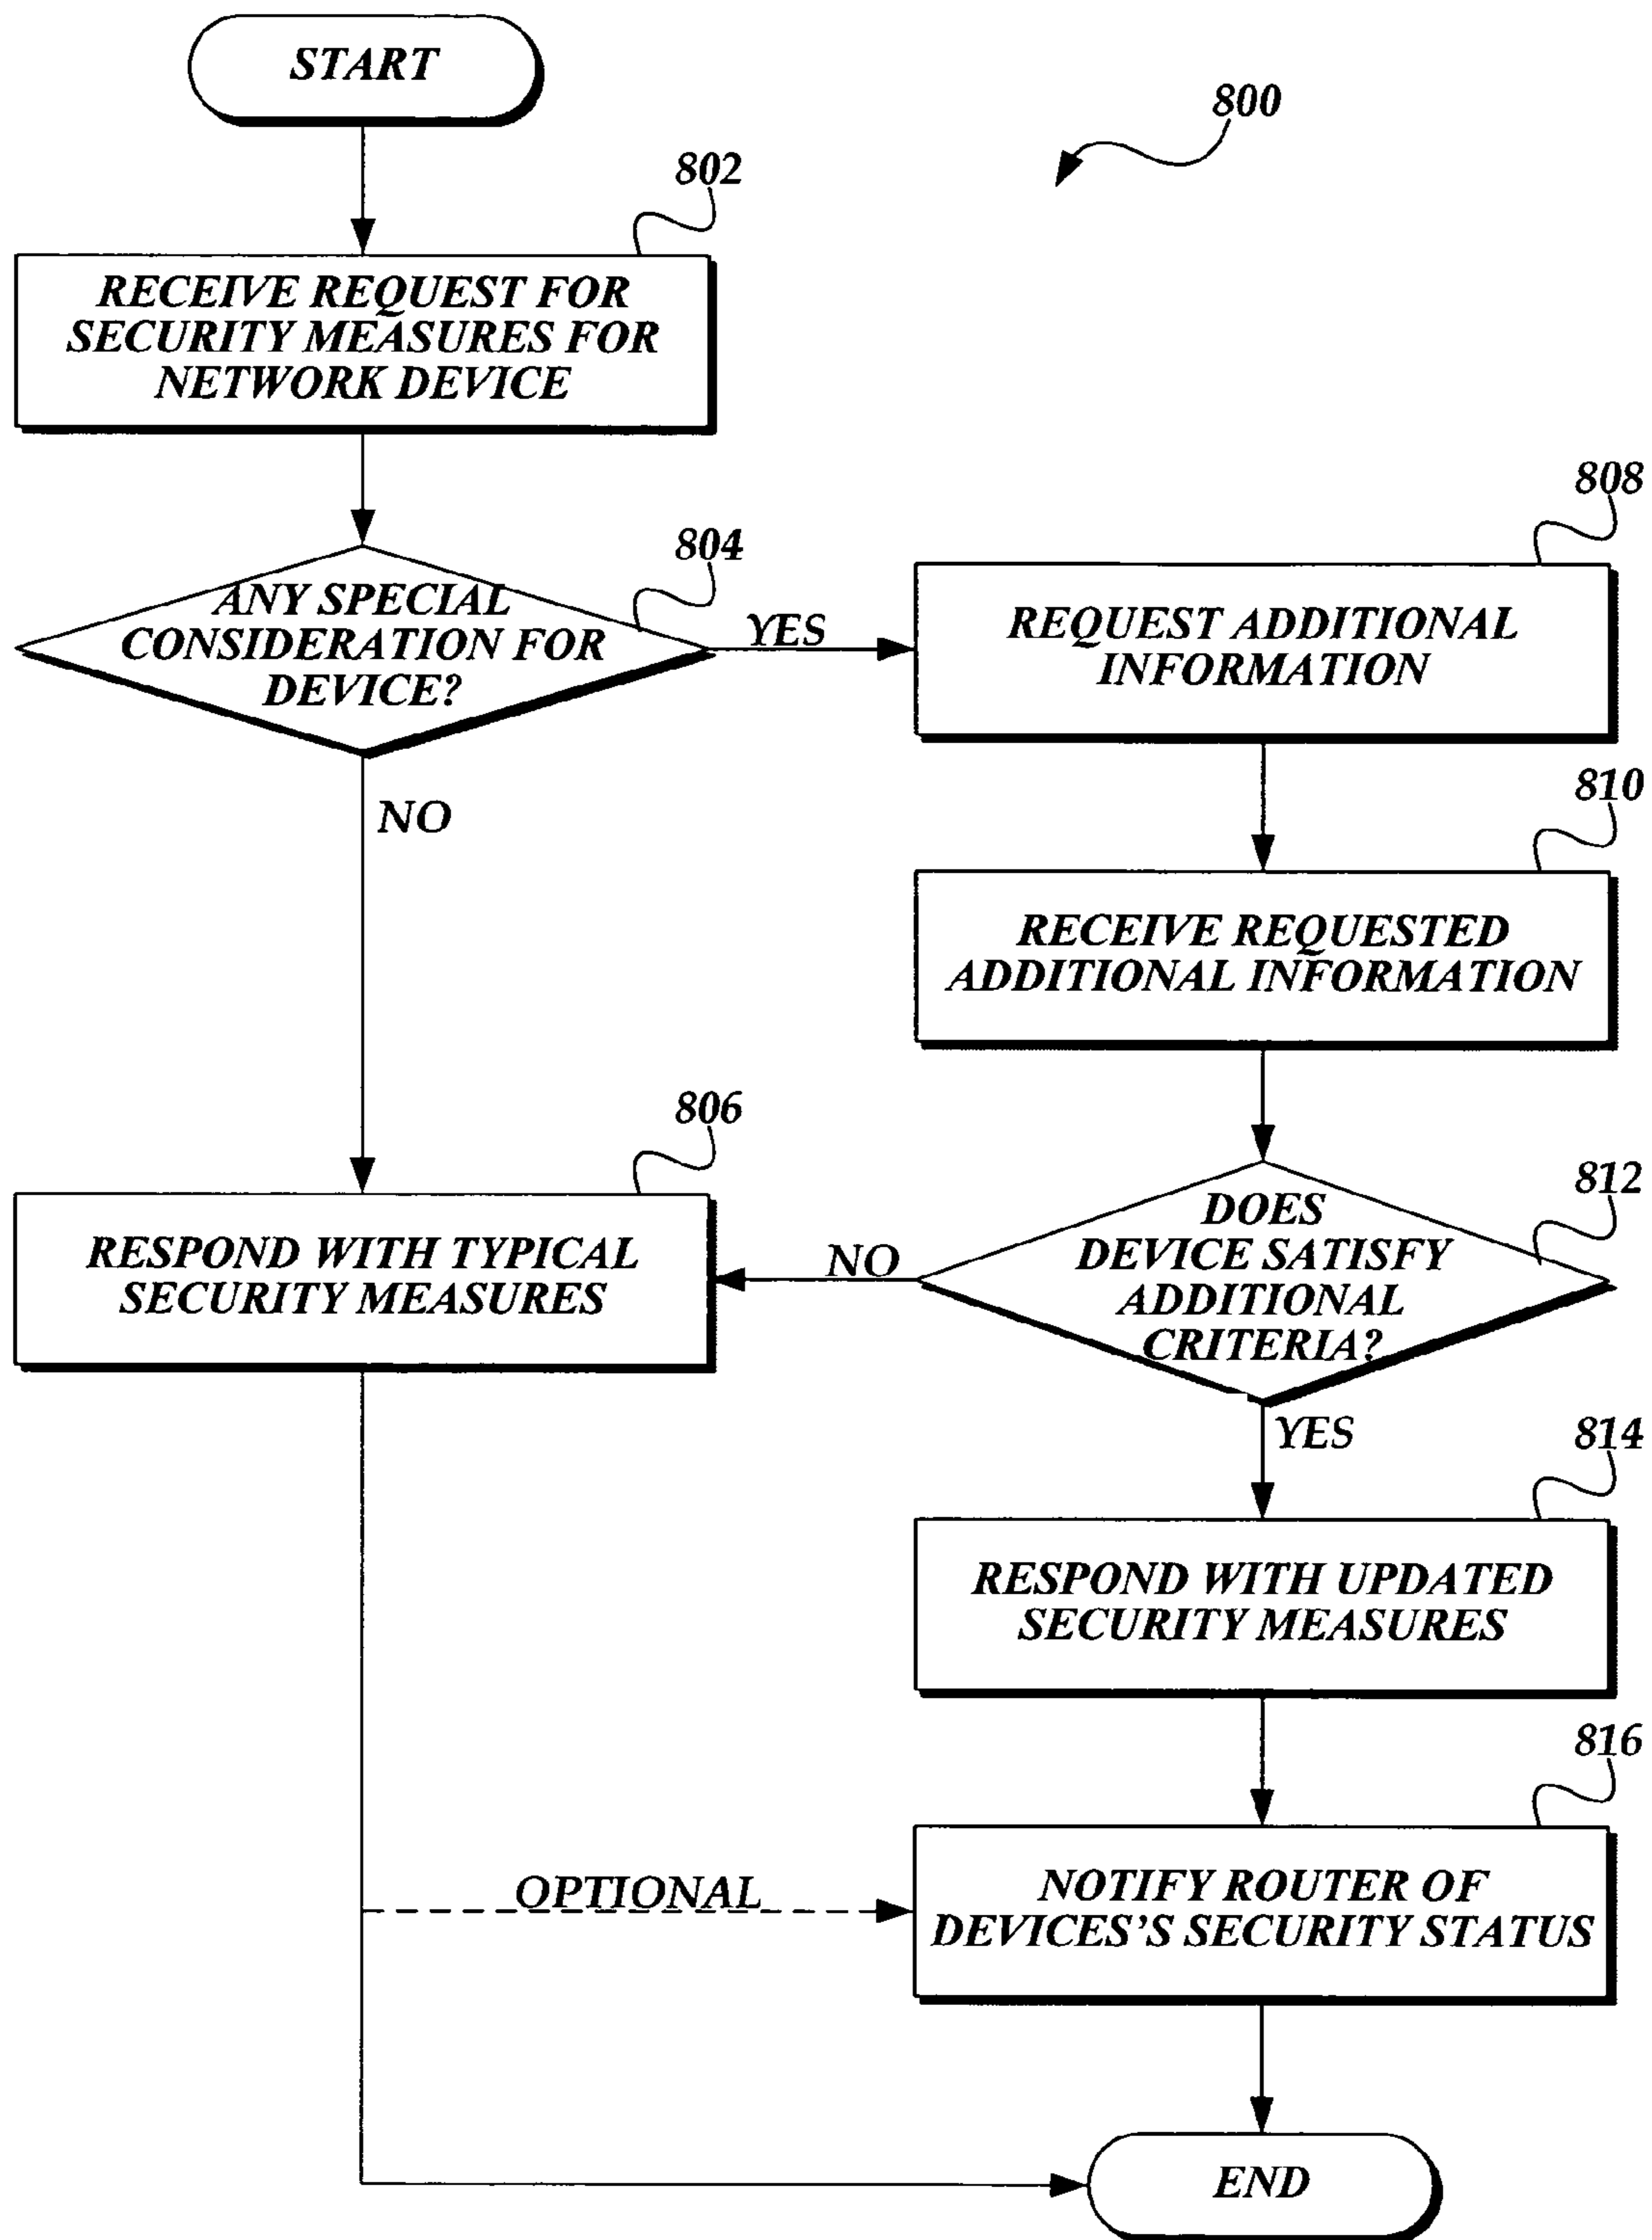 START
800
802
RECEIVE REQUEST FOR
SECURITY MEASURES FOR
NETWORK DEVICE
804
ANY SPECIAL
CONSIDERATION FOR
DEVICE?
YES
NO
808
REQUEST ADDITIONAL
INFORMATION
810
RECEIVE REQUESTED
ADDITIONAL INFORMATION
806
RESPOND WITH TYPICAL
SECURITY MEASURES
812
DOES
DEVICE SATISFY
ADDITIONAL
CRITERIA?
NO
YES
814
RESPOND WITH UPDATED
SECURITY MEASURES
816
OPTIONAL
NOTIFY ROUTER OF
DEVICES'S SECURITY STATUS
END